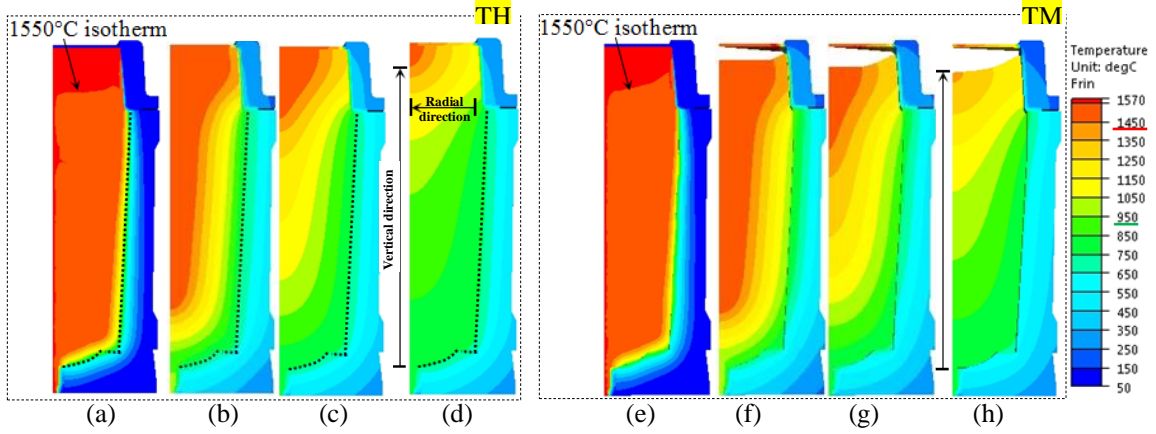 TH
TM
1550°C isotherm
1550°C isotherm
Radial
direction
Vertical direction
Temperature
Unit: degC
Frin
1570
1450
1350
1250
1150
1050
950
850
750
650
550
450
350
250
150
50
(a)
(b)
(c)
(d)
(e)
(f)
(g)
(h)